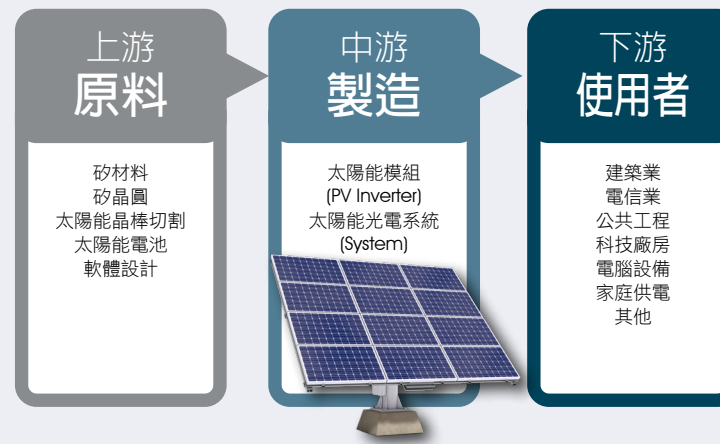 上游
原料
矽材料
矽晶圓
太陽能晶棒切割
太陽能電池
軟體設計
中游
製造
太陽能模組
(PV Inverter)
太陽能光電系統
(System)
下游
使用者
建築業
電信業
公共工程
科技廠房
電腦設備
家庭供電
其他